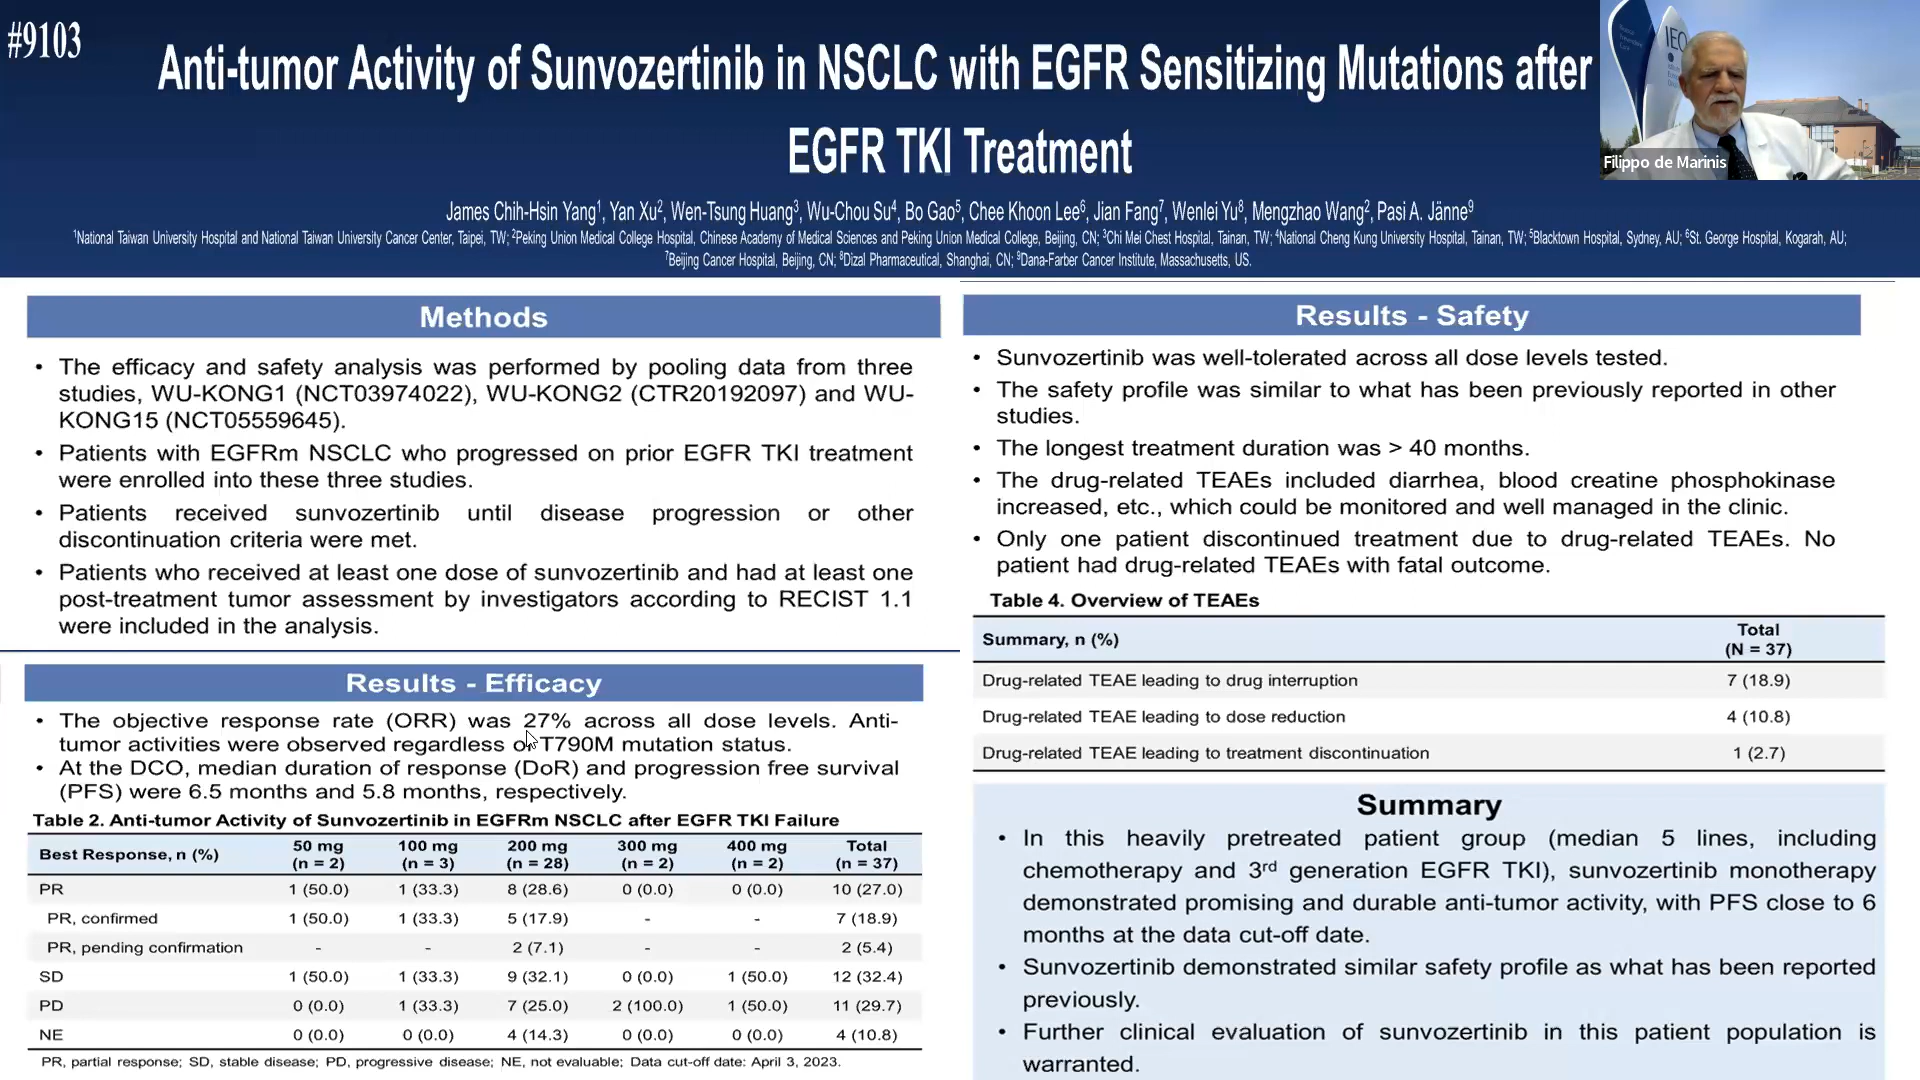 #9103
Anti-tumor Activity of Sunvozertinib in NSCLC with EGFR Sensitizing Mutations after
EGFR TKI Treatment
James Chih-Hsin Yang1, Yan Xu2, Wen-Tsung Huang3, Wu-Chou Su4, Bo Gao5, Chee Khoon Lee6, Jian Fang7, Wenlei Yu8, Mengzhao Wang2, Pasi A. Jänne9
1National Taiwan University Hospital and National Taiwan University Cancer Center, Taipei, TW; 2Peking Union Medical College Hospital, Chinese Academy of Medical Sciences and Peking Union Medical College, Beijing, CN; 3Chi Mei Chest Hospital, Tainan, TW; 4National Cheng Kung University Hospital, Tainan, TW; 5Blacktown Hospital, Sydney, AU; 6St. George Hospital, Kogarah, AU;
7Beijing Cancer Hospital, Beijing, CN; 8Dizal Pharmaceutical, Shanghai, CN; 9Dana-Farber Cancer Institute, Massachusetts, US.
IEO
Filippo de Marinis
Methods
• The efficacy and safety analysis was performed by pooling data from three
studies, WU-KONG1 (NCT03974022), WU-KONG2 (CTR20192097) and WU-
KONG15 (NCT05559645).
• Patients with EGFRm NSCLC who progressed on prior EGFR TKI treatment
were enrolled into these three studies.
• Patients received sunvozertinib until disease progression or other
discontinuation criteria were met.
• Patients who received at least one dose of sunvozertinib and had at least one
post-treatment tumor assessment by investigators according to RECIST 1.1
were included in the analysis.
Results - Efficacy
• The objective response rate (ORR) was 27% across all dose levels. Anti-
tumor activities were observed regardless of T790M mutation status.
• At the DCO, median duration of response (DoR) and progression free survival
(PFS) were 6.5 months and 5.8 months, respectively.
Table 2. Anti-tumor Activity of Sunvozertinib in EGFRm NSCLC after EGFR TKI Failure
Best Response, n (%) 50 mg (n = 2) 100 mg (n = 3) 200 mg (n = 28) 300 mg (n = 2) 400 mg (n = 2) Total (n = 37)
PR 1 (50.0) 1 (33.3) 8 (28.6) 0 (0.0) 0 (0.0) 10 (27.0)
PR, confirmed 1 (50.0) 1 (33.3) 5 (17.9) - - 7 (18.9)
PR, pending confirmation - - 2 (7.1) - - 2 (5.4)
SD 1 (50.0) 1 (33.3) 9 (32.1) 0 (0.0) 1 (50.0) 12 (32.4)
PD 0 (0.0) 1 (33.3) 7 (25.0) 2 (100.0) 1 (50.0) 11 (29.7)
NE 0 (0.0) 0 (0.0) 4 (14.3) 0 (0.0) 0 (0.0) 4 (10.8)
PR, partial response; SD, stable disease; PD, progressive disease; NE, not evaluable; Data cut-off date: April 3, 2023.
Results - Safety
• Sunvozertinib was well-tolerated across all dose levels tested.
• The safety profile was similar to what has been previously reported in other
studies.
• The longest treatment duration was > 40 months.
• The drug-related TEAEs included diarrhea, blood creatine phosphokinase
increased, etc., which could be monitored and well managed in the clinic.
• Only one patient discontinued treatment due to drug-related TEAEs. No
patient had drug-related TEAEs with fatal outcome.
Table 4. Overview of TEAEs
Summary, n (%) Total (N = 37)
Drug-related TEAE leading to drug interruption 7 (18.9)
Drug-related TEAE leading to dose reduction 4 (10.8)
Drug-related TEAE leading to treatment discontinuation 1 (2.7)
Summary
• In this heavily pretreated patient group (median 5 lines, including
chemotherapy and 3rd generation EGFR TKI), sunvozertinib monotherapy
demonstrated promising and durable anti-tumor activity, with PFS close to 6
months at the data cut-off date.
• Sunvozertinib demonstrated similar safety profile as what has been reported
previously.
• Further clinical evaluation of sunvozertinib in this patient population is
warranted.